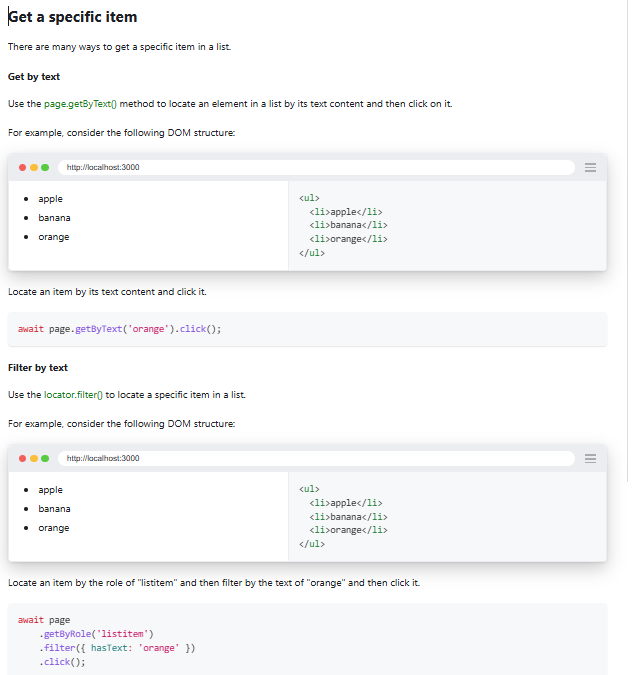 Get a specific item
There are many ways to get a specific item in a list.
Get by text
Use the page.getByText() method to locate an element in a list by its text content and then click on it.
For example, consider the following DOM structure:
http://localhost:3000
apple
banana
orange
<ul>
  <li>apple</li>
  <li>banana</li>
  <li>orange</li>
</ul>
Locate an item by its text content and click it.
await page.getByText('orange').click();
Filter by text
Use the locator.filter() to locate a specific item in a list.
For example, consider the following DOM structure:
http://localhost:3000
apple
banana
orange
<ul>
  <li>apple</li>
  <li>banana</li>
  <li>orange</li>
</ul>
Locate an item by the role of "listitem" and then filter by the text of "orange" and then click it.
await page
    .getByRole('listitem')
    .filter({ hasText: 'orange' })
    .click();